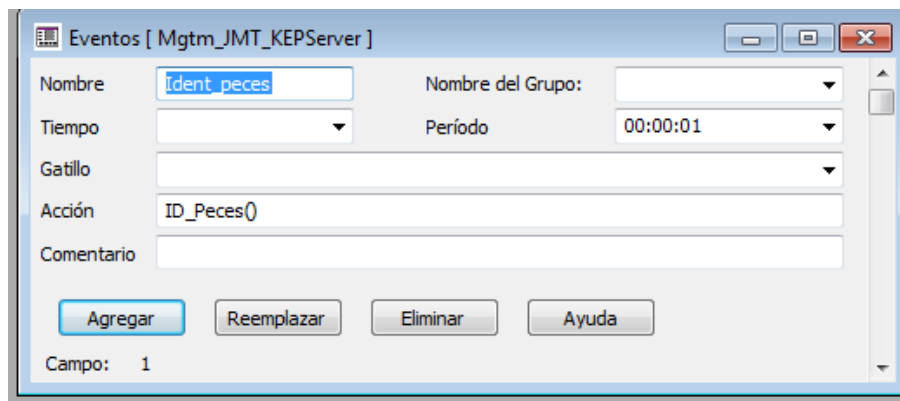 Eventos [ Mgtm_JMT_KEPServer ]
Nombre Ident_peces Nombre del Grupo:
Tiempo Período 00:00:01
Gatillo
Acción ID_Peces()
Comentario
Agregar Reemplazar Eliminar Ayuda
Campo: 1